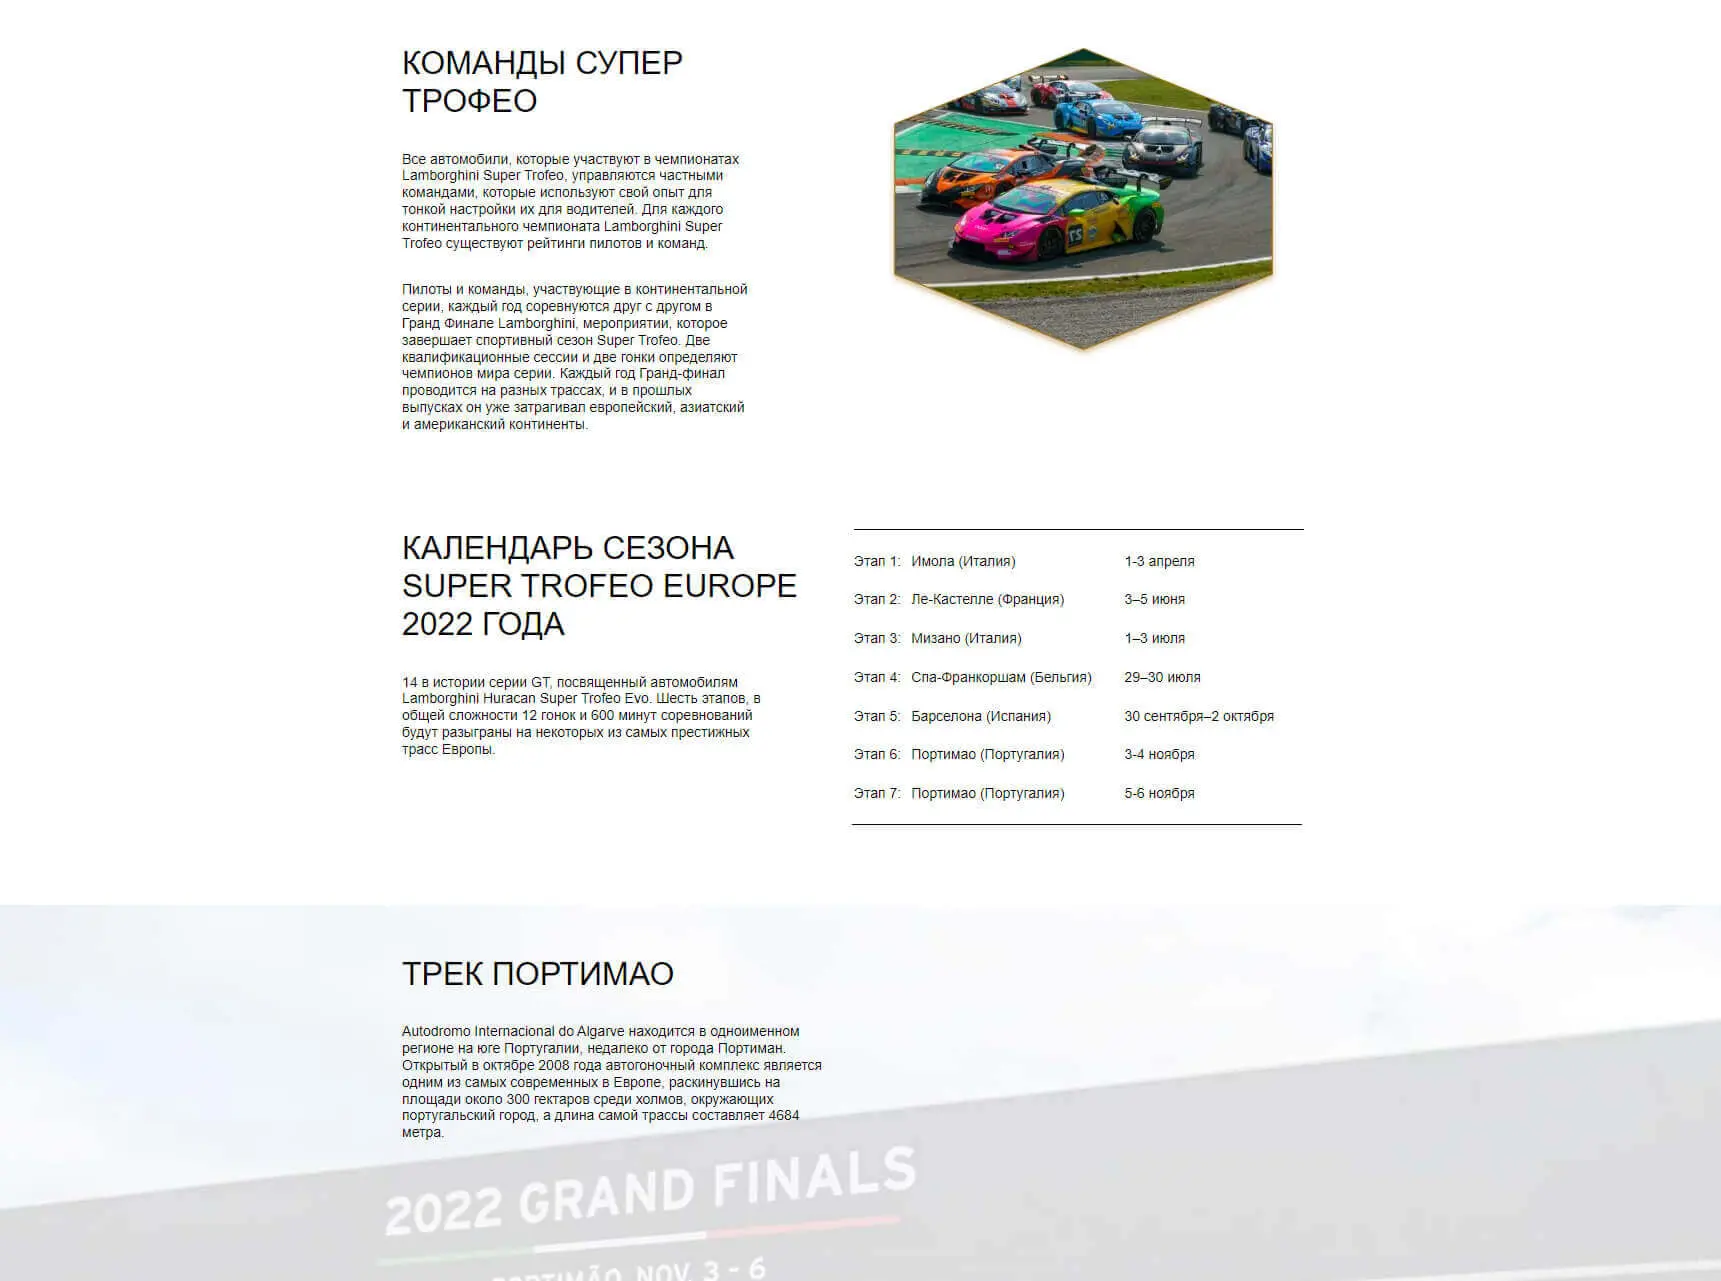 КОМАНДЫ СУПЕР
ТРОФЕО
Все автомобили, которые участвуют в чемпионатах
Lamborghini Super Trofeo, управляются частными
командами, которые используют свой опыт для
тонкой настройки их для водителей. Для каждого
континентального чемпионата Lamborghini Super
Trofeo существуют рейтинги пилотов и команд.
Пилоты и команды, участвующие в континентальной
серии, каждый год соревнуются друг с другом в
Гранд Финале Lamborghini, мероприятии, которое
завершает спортивный сезон Super Trofeo. Две
квалификационные сессии и две гонки определяют
чемпионов мира серии. Каждый год Гранд-финал
проводится на разных трассах, и в прошлых
выпусках он уже затрагивал европейский, азиатский
и американский континенты.
КАЛЕНДАРЬ СЕЗОНА
SUPER TROFEO EUROPE
2022 ГОДА
14 в истории серии GT, посвященный автомобилям
Lamborghini Huracan Super Trofeo Evo. Шесть этапов, в
общей сложности 12 гонок и 600 минут соревнований
будут разыграны на некоторых из самых престижных
трасс Европы.
Этап 1: Имола (Италия) 1-3 апреля
Этап 2: Ле-Кастелле (Франция) 3–5 июня
Этап 3: Мизано (Италия) 1–3 июля
Этап 4: Спа-Франкоршам (Бельгия) 29–30 июля
Этап 5: Барселона (Испания) 30 сентября–2 октября
Этап 6: Портимао (Португалия) 3-4 ноября
Этап 7: Портимао (Португалия) 5-6 ноября
ТРЕК ПОРТИМАО
Autodromo Internacional do Algarve находится в одноименном
регионе на юге Португалии, недалеко от города Портиман.
Открытый в октябре 2008 года автогоночный комплекс является
одним из самых современных в Европе, раскинувшись на
площади около 300 гектаров среди холмов, окружающих
португальский город, а длина самой трассы составляет 4684
метра.
2022 GRAND FINALS
PORTIMÃO, NOV. 3 - 6